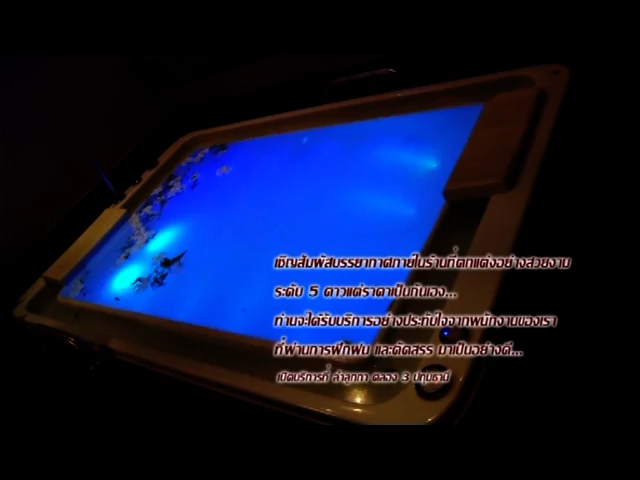 เชิญสัมผัสบรรยากาศภายในร้านที่ตกแต่งอย่างสวยงาม
ระดับ 5 ดาวแต่ราคาเป็นกันเอง...
ท่านจะได้รับบริการอย่างประทับใจจากพนักงานของเรา
ที่ผ่านการฝึกฝน และคัดสรร มาเป็นอย่างดี...
เปิดบริการที่ ลำลูกกา คลอง 3 ปทุมธานี